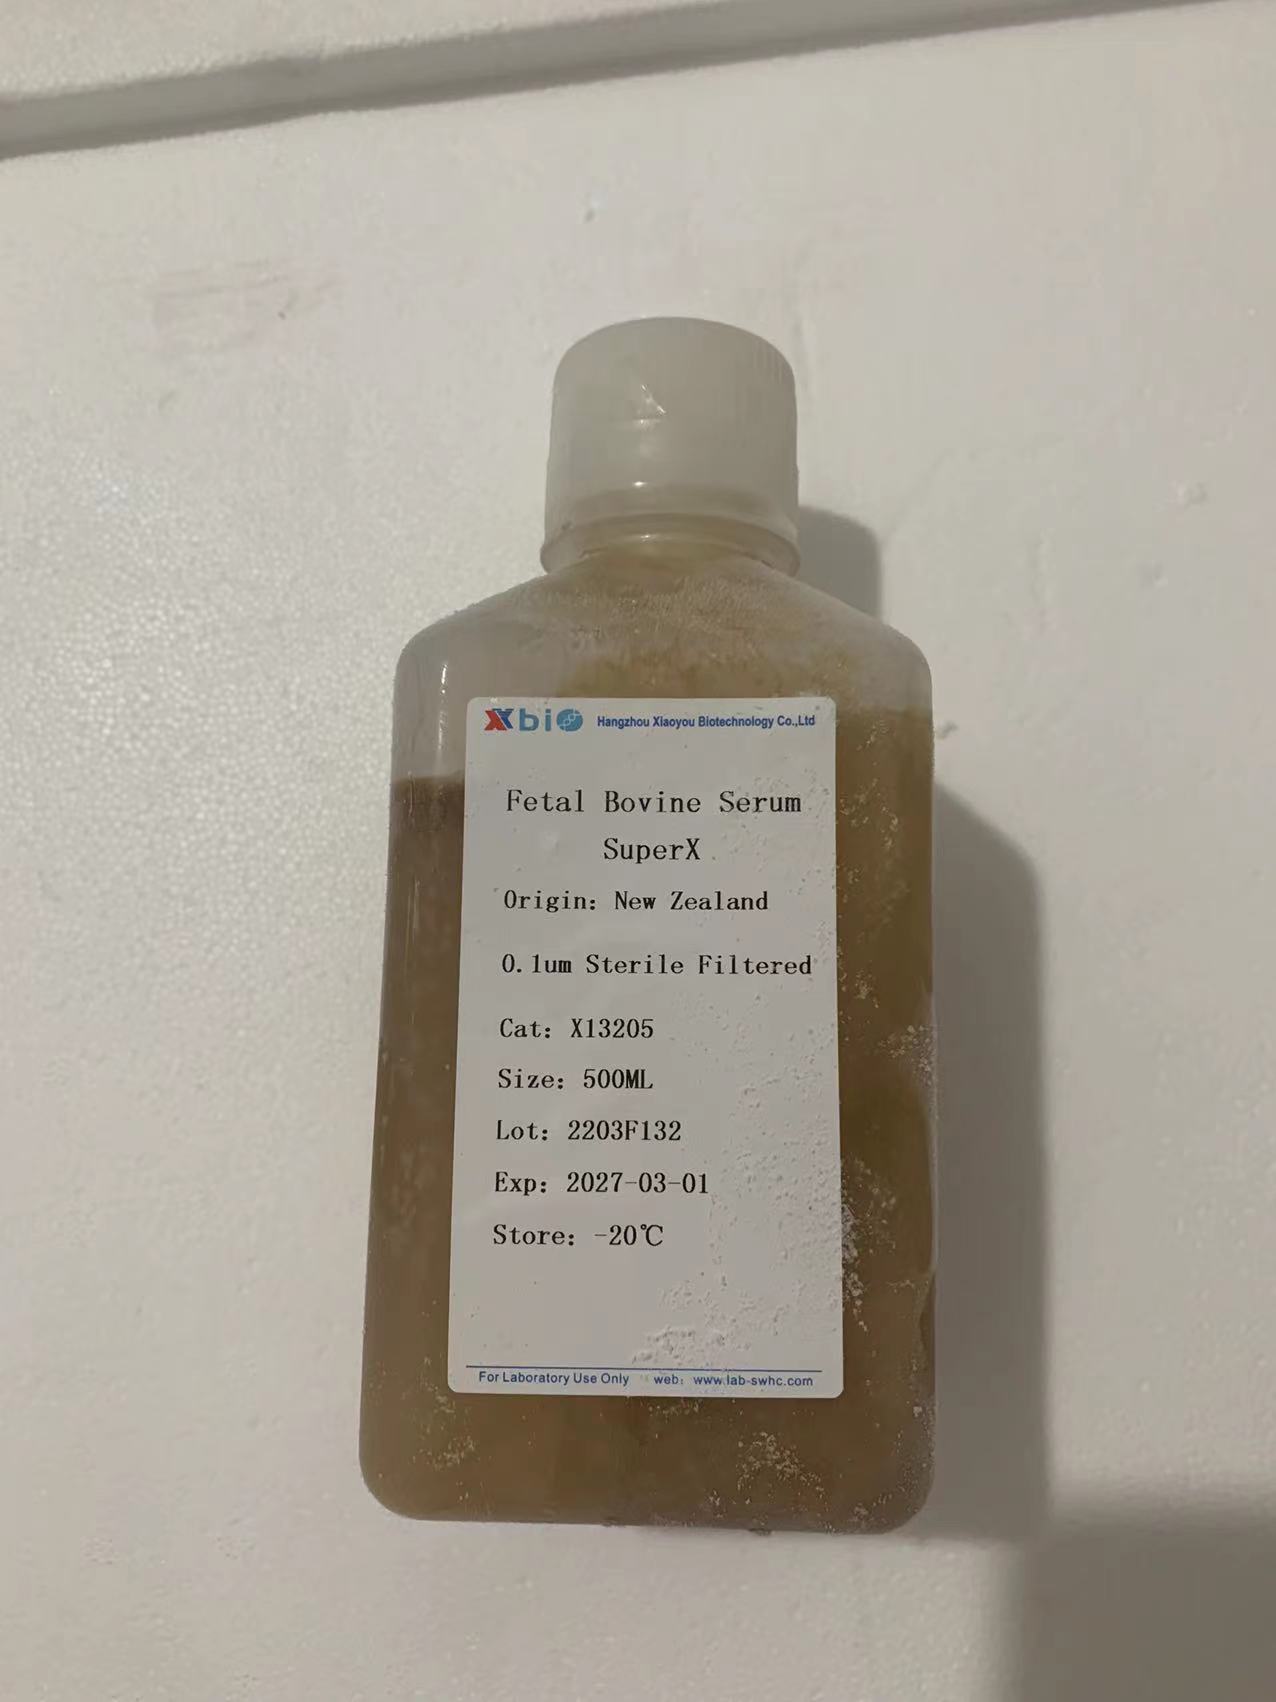 XXbio Hangzhou Xiaoyou Biotechnology Co.,Ltd
Fetal Bovine Serum
SuperX
Origin: New Zealand
0.1um Sterile Filtered
Cat: X13205
Size: 500ML
Lot: 2203F132
Exp: 2027-03-01
Store: -20℃
For Laboratory Use Only web: www.lab-swhc.com